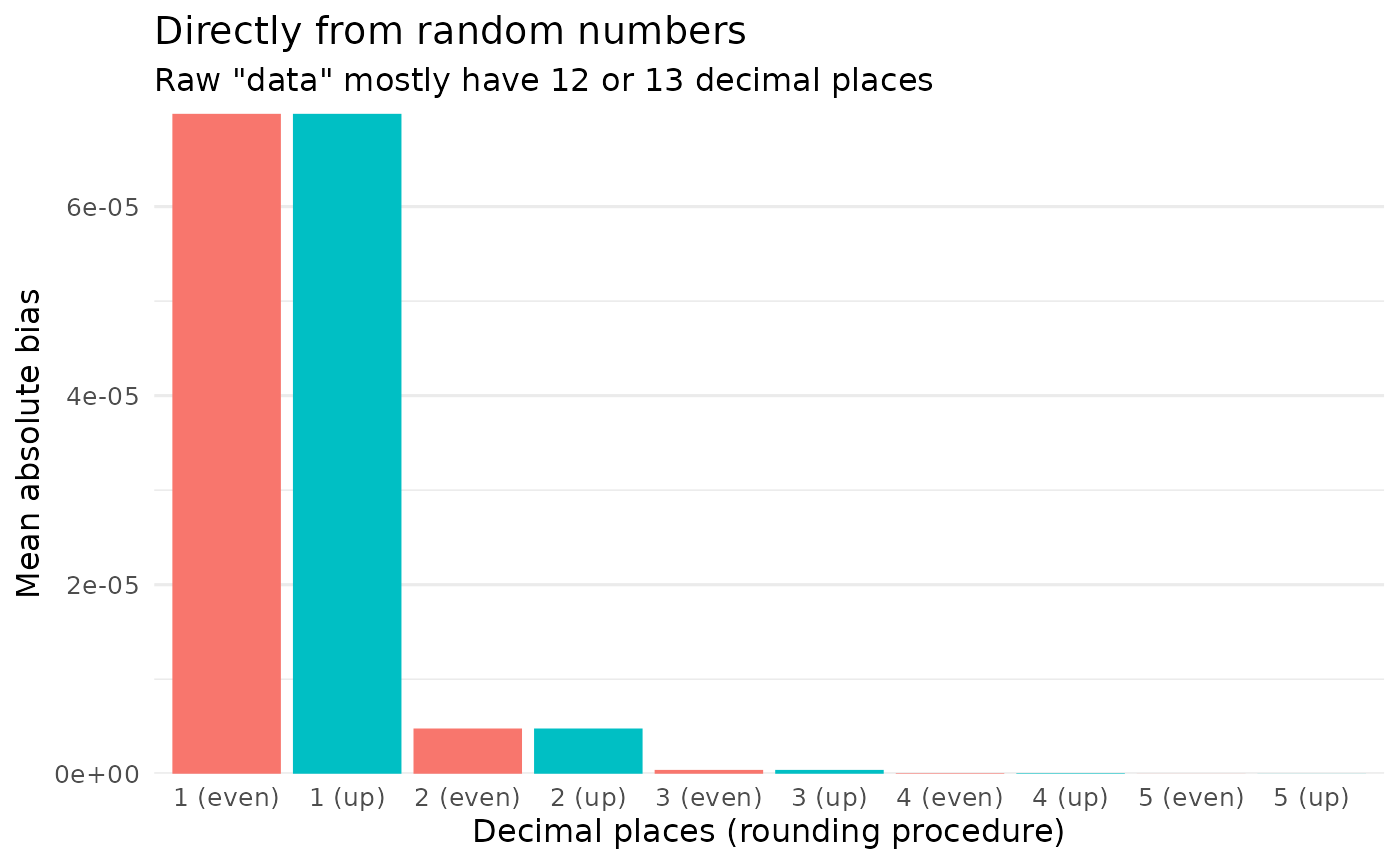 Directly from random numbers
Raw "data" mostly have 12 or 13 decimal places
Mean absolute bias
6e-05
4e-05
2e-05
0e+00
1 (even) 1 (up) 2 (even) 2 (up) 3 (even) 3 (up) 4 (even) 4 (up) 5 (even) 5 (up)
Decimal places (rounding procedure)